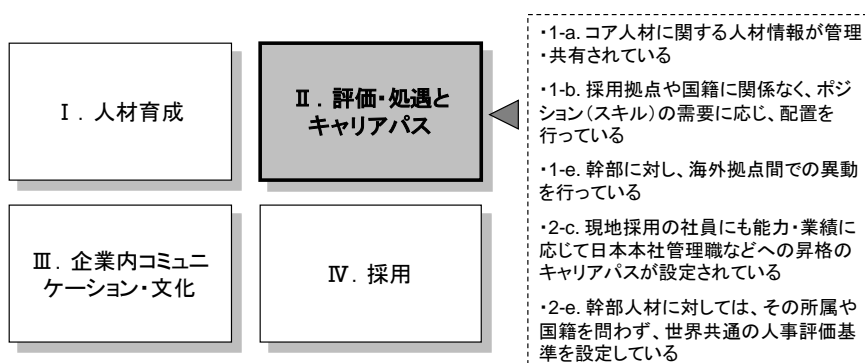 Ⅰ. 人材育成
Ⅱ. 評価・処遇と
キャリアパス
Ⅲ. 企業内コミュニ
ケーション・文化
Ⅳ. 採用
・1-a. コア人材に関する人材情報が管理
・共有されている
・1-b. 採用拠点や国籍に関係なく、ポジ
ション（スキル）の需要に応じ、配置を
行っている
・1-e. 幹部に対し、海外拠点間での異動
を行っている
・2-c. 現地採用の社員にも能力・業績に
応じて日本本社管理職などへの昇格の
キャリアパスが設定されている
・2-e. 幹部人材に対しては、その所属や
国籍を問わず、世界共通の人事評価基
準を設定している